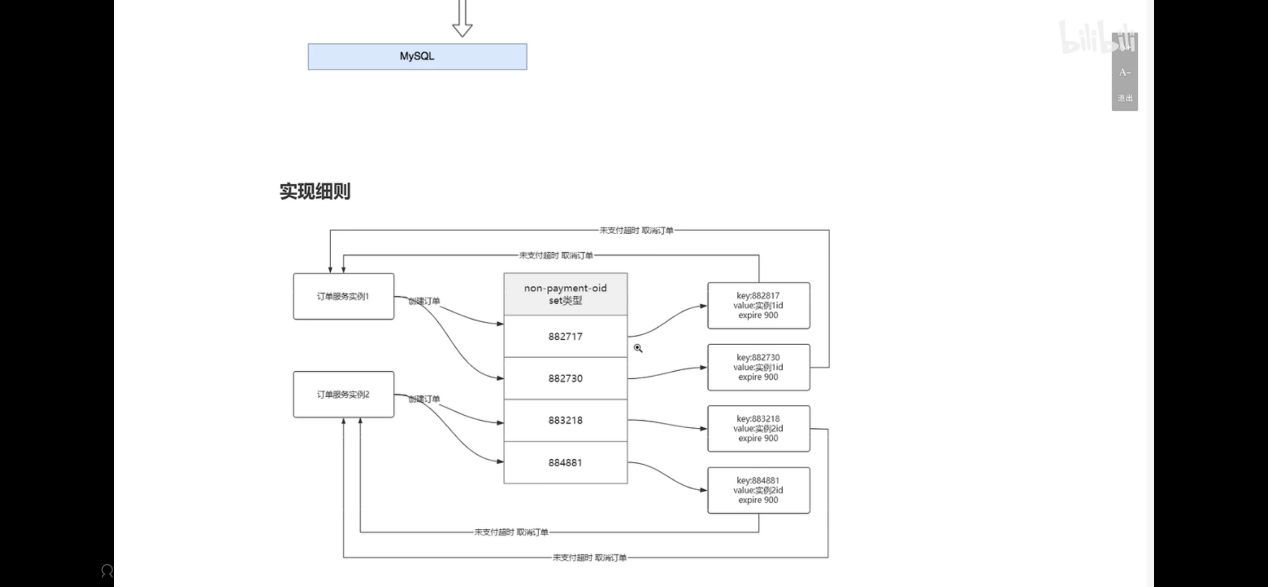 bilibili
A-
退出
MySQL
实现细则
未支付超时 取消订单
未支付超时 取消订单
订单服务实例1
创建订单
non-payment-oid
set类型
882717
882730
883218
884881
key:882817
value:实例1id
expire 900
key:882730
value:实例1id
expire 900
订单服务实例2
创建订单
key:883218
value:实例2id
expire 900
key:884881
value:实例2id
expire 900
未支付超时 取消订单
未支付超时 取消订单